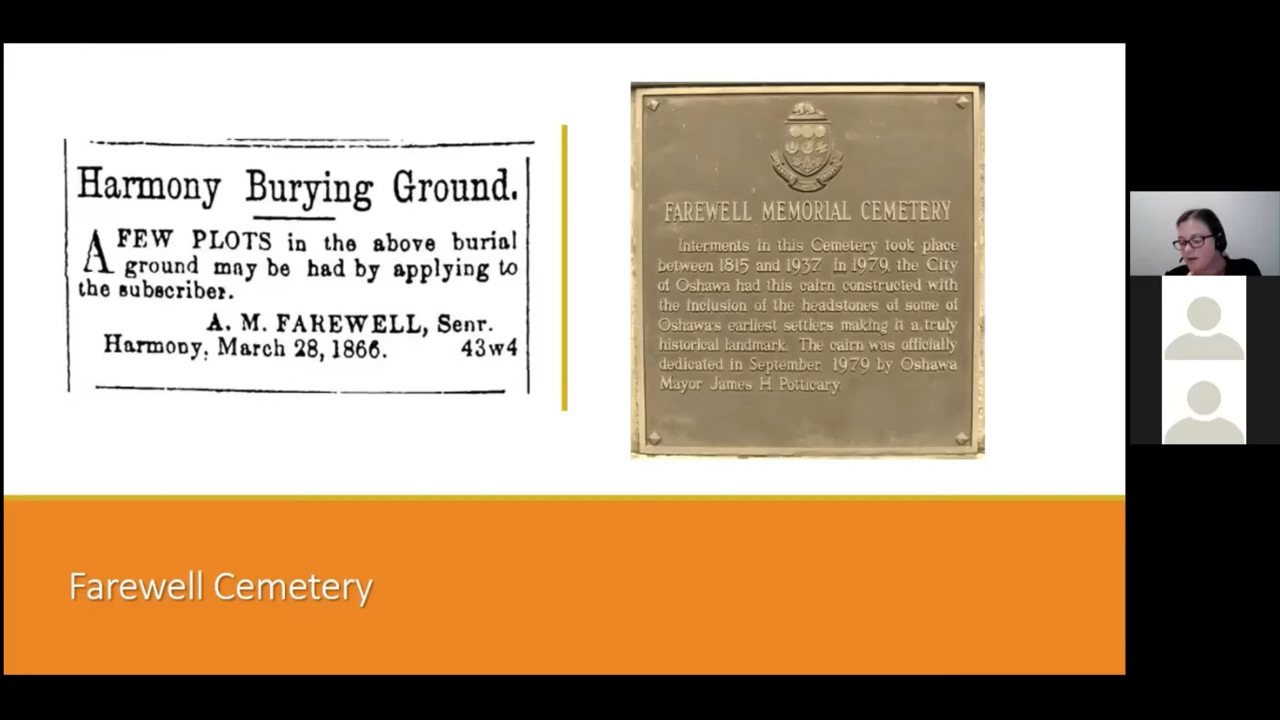 Harmony Burying Ground.
A FEW PLOTS in the above burial
ground may be had by applying to
the subscriber.
A. M. FAREWELL, Senr.
Harmony, March 28, 1866. 43w4
FAREWELL MEMORIAL CEMETERY
Interments in this Cemetery took place
between 1815 and 1937. In 1979, the City
of Oshawa had this cairn constructed with
the inclusion of the headstones of some of
Oshawa's earliest settlers making it a truly
historical landmark. The cairn was officially
dedicated in September, 1979 by Oshawa
Mayor James H. Potticary.
Farewell Cemetery